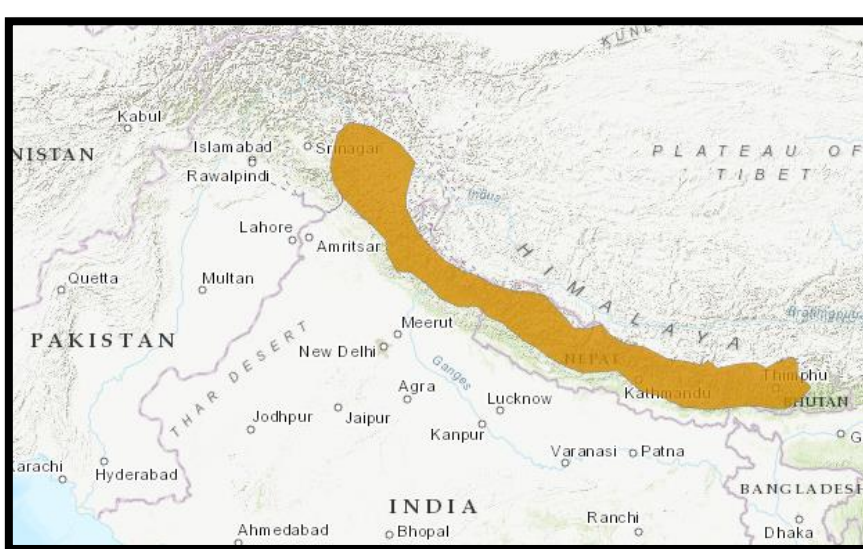 KUNL
Kabul
Islamabad
Srinagar
NISTAN
Rawalpindi
PLATEAU OF
TIBET
Indus
Lahore
Amritsar
HIMALAYA
Quetta
Multan
Brahmaputr
PAKISTAN
Meerut
New Delhi
THAR DESERT
Ganges
NEPAL
Thimphu
Agra
Kathmandu
BHUTAN
Lucknow
Jodhpur
Jaipur
Kanpur
G
Varanasi
Patna
arachi
Hyderabad
BANGLADESH
INDIA
Ranchi
Ahmedabad
Bhopal
Dhaka